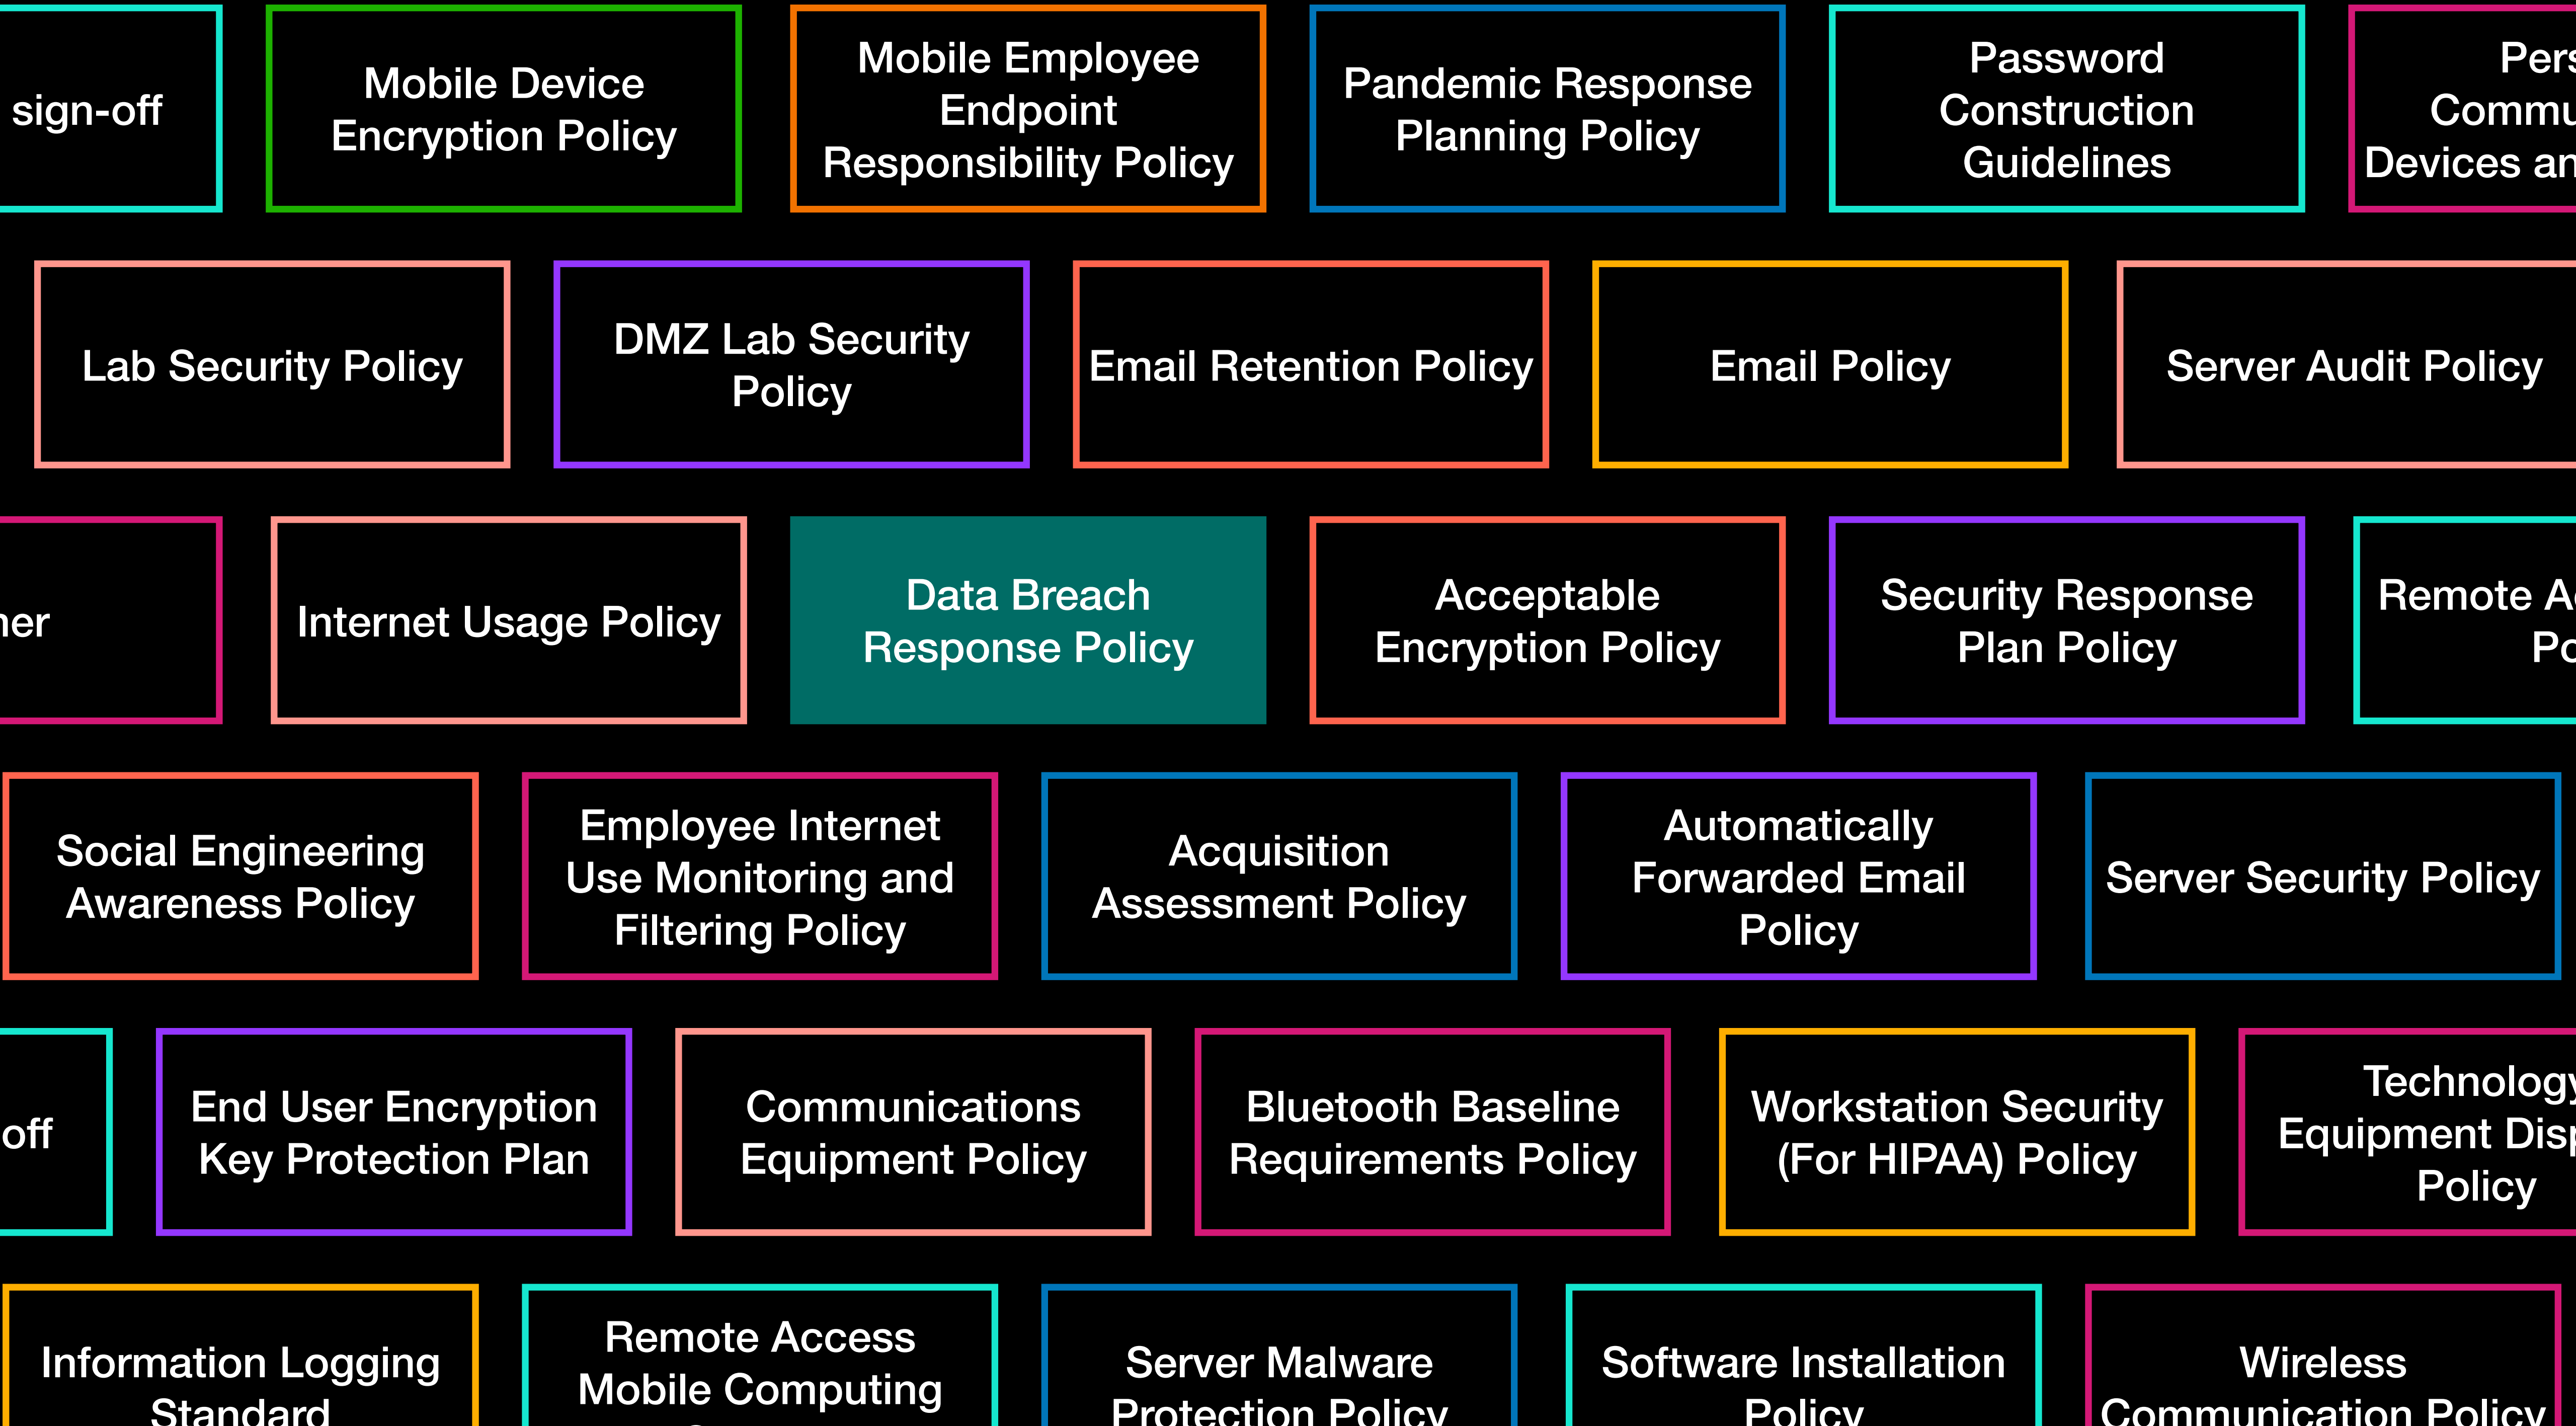 sign-off
Mobile Device
Encryption Policy
Mobile Employee
Endpoint
Responsibility Policy
Pandemic Response
Planning Policy
Password
Construction
Guidelines
Devices
Lab Security Policy
DMZ Lab Security
Policy
Email Retention Policy
Email Policy
Server Audit Policy
Internet Usage Policy
Data Breach
Response Policy
Acceptable
Encryption Policy
Security Response
Plan Policy
Remote
Social Engineering
Awareness Policy
Employee Internet
Use Monitoring and
Filtering Policy
Acquisition
Assessment Policy
Automatically
Forwarded Email
Policy
Server Security Policy
off
End User Encryption
Key Protection Plan
Communications
Equipment Policy
Bluetooth Baseline
Requirements Policy
Workstation Security
(For HIPAA) Policy
Technology
Equipment
Policy
Information Logging
Standard
Remote Access
Mobile Computing
Server Malware
Protection Policy
Software Installation
Policy
Wireless
Communication Policy